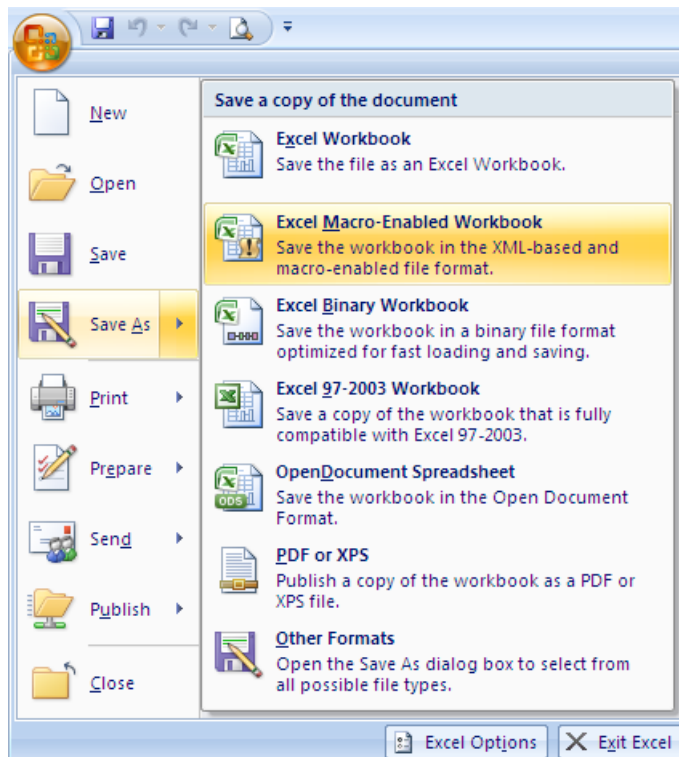 New
Open
Save
Save As
Print
Prepare
Send
Publish
Close
Save a copy of the document
Excel Workbook
Save the file as an Excel Workbook.
Excel Macro-Enabled Workbook
Save the workbook in the XML-based and
macro-enabled file format.
Excel Binary Workbook
Save the workbook in a binary file format
optimized for fast loading and saving.
Excel 97-2003 Workbook
Save a copy of the workbook that is fully
compatible with Excel 97-2003.
OpenDocument Spreadsheet
ODS
Save the workbook in the Open Document
Format.
PDF or XPS
Publish a copy of the workbook as a PDF or
XPS file.
Other Formats
Open the Save As dialog box to select from
all possible file types.
Excel Options
Exit Excel